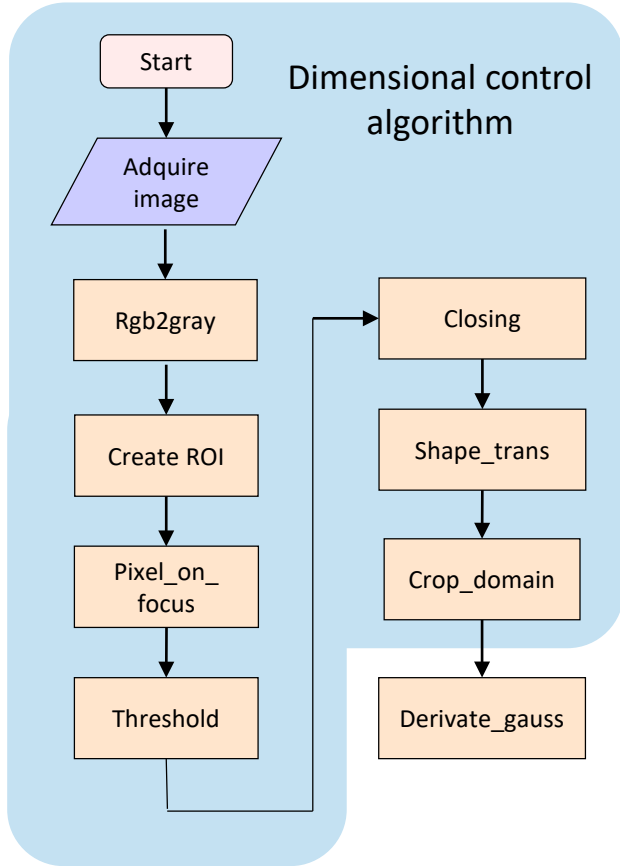 Start
Dimensional control
algorithm
Adquire
image
Rgb2gray
Create ROI
Pixel_on_
focus
Threshold
Closing
Shape_trans
Crop_domain
Derivate_gauss